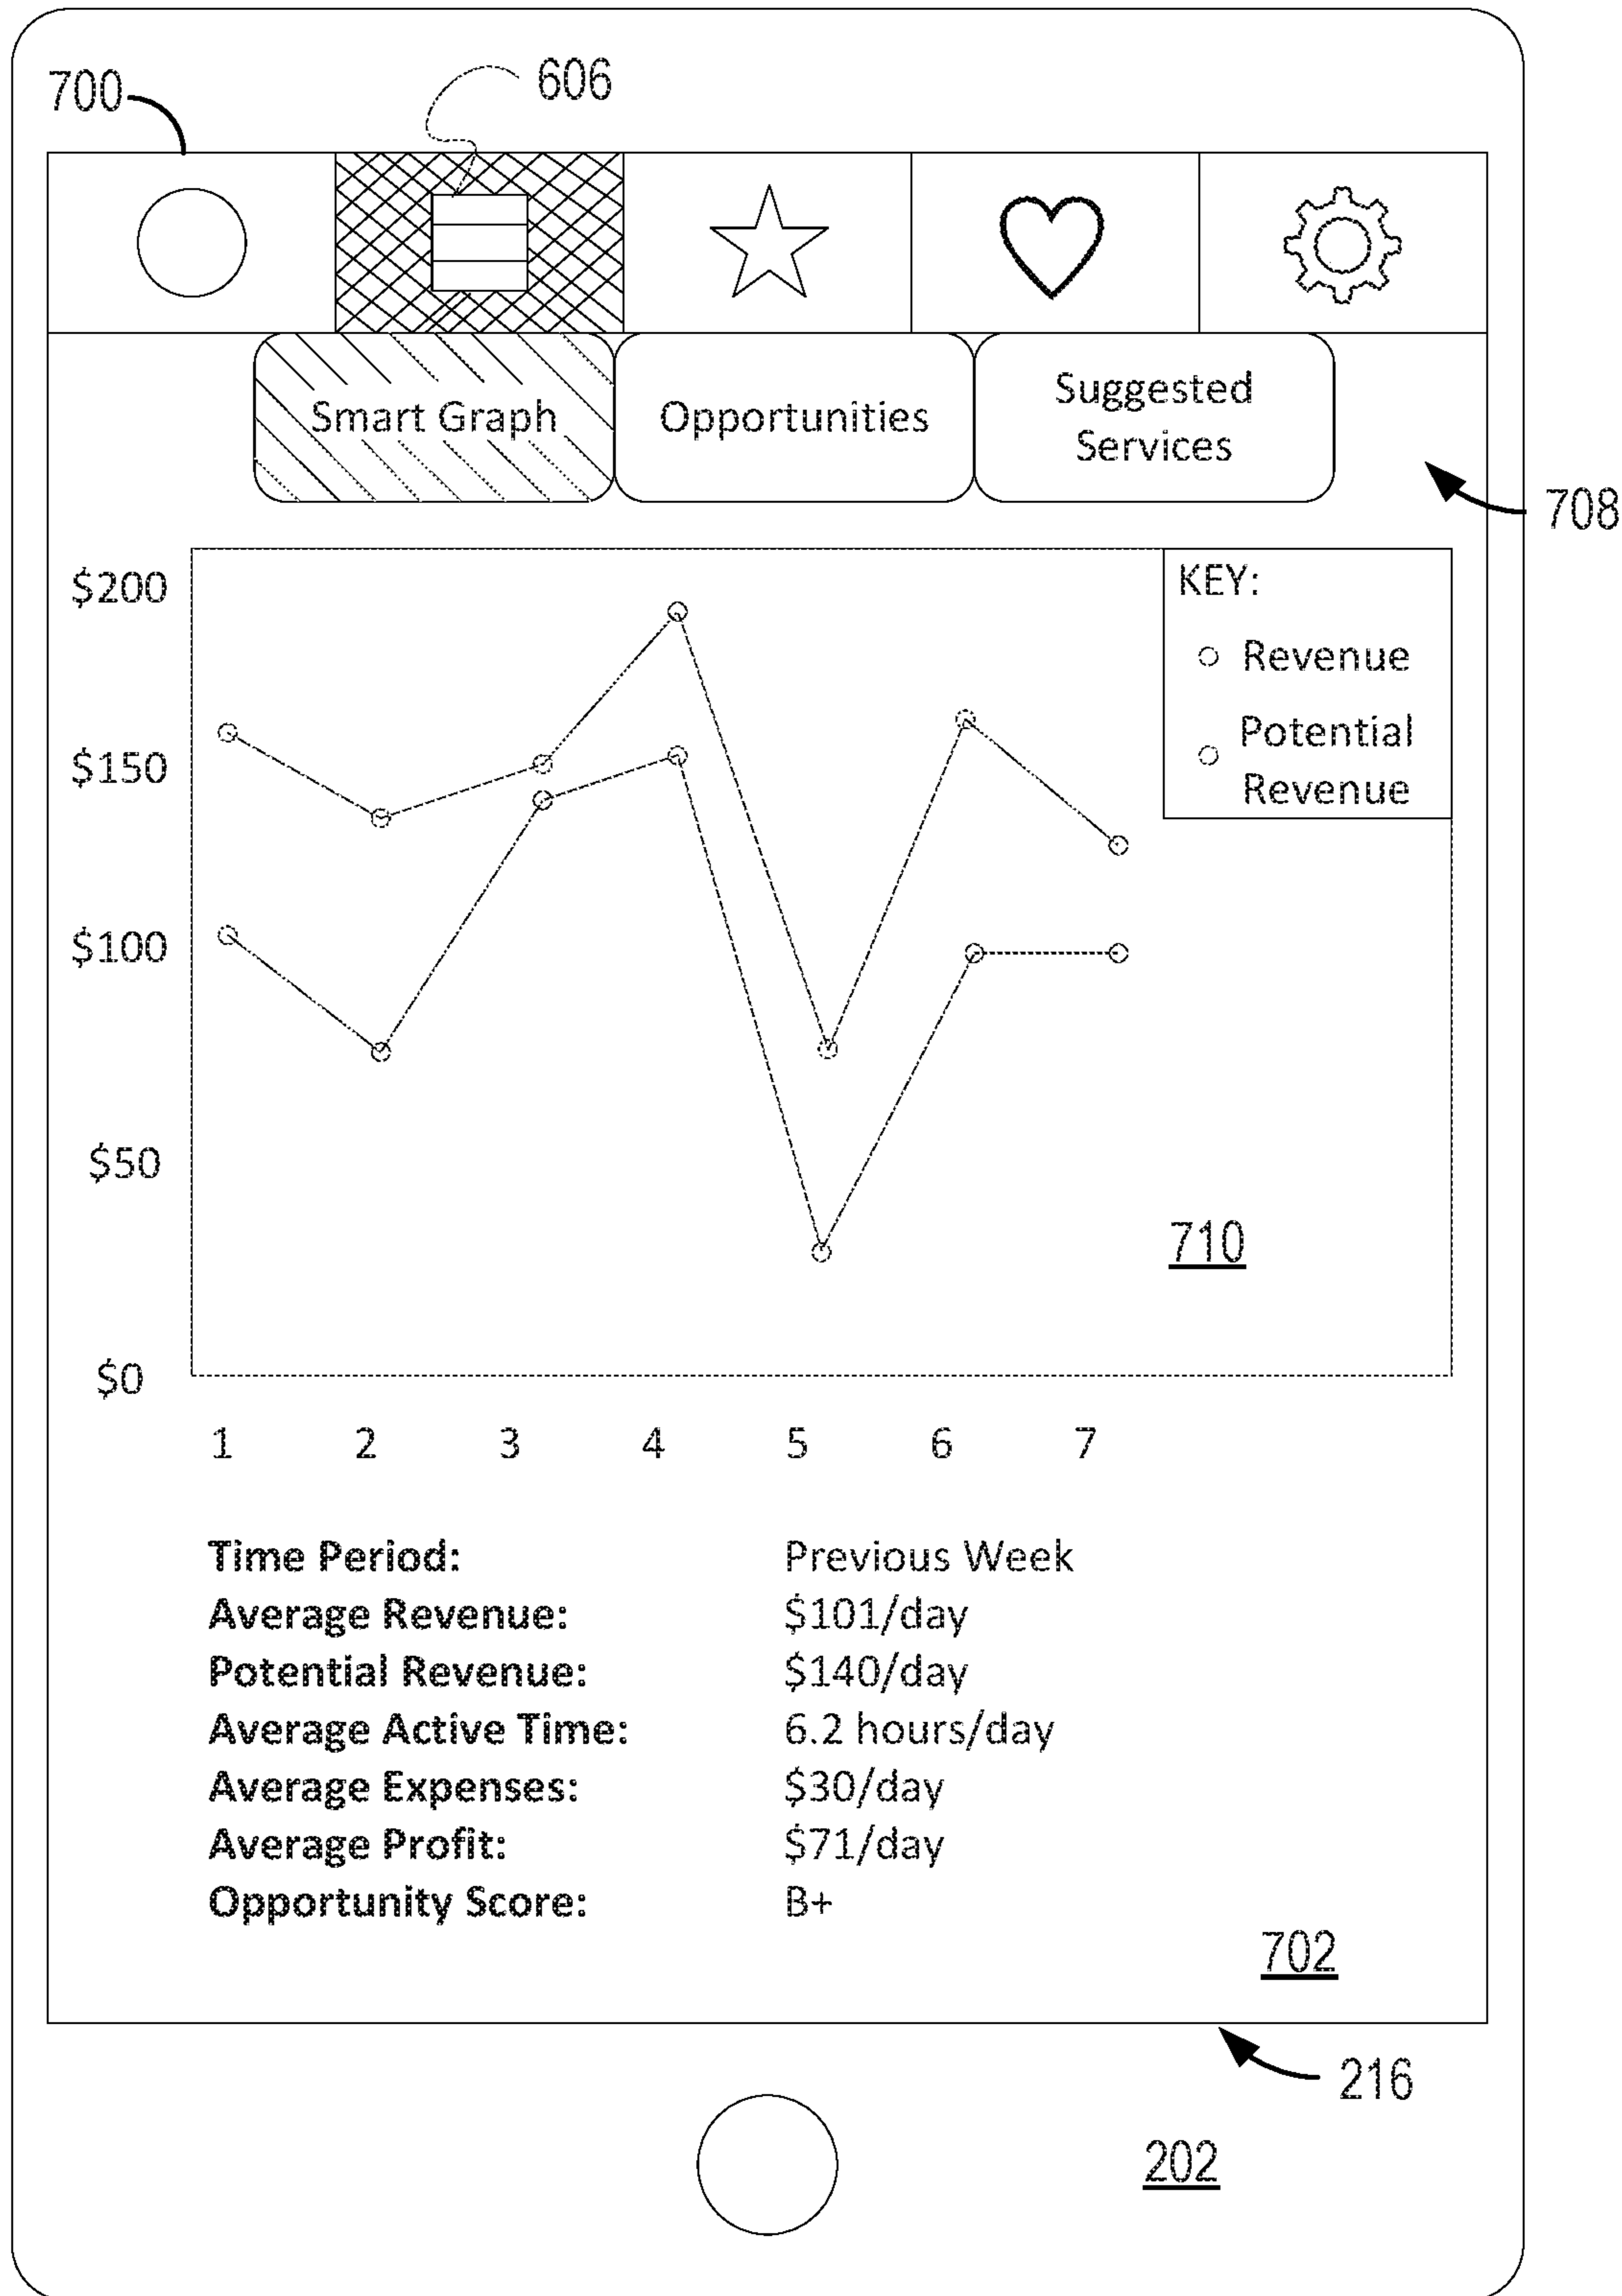 700
606
Smart Graph
Opportunities
Suggested
Services
708
$200
$150
$100
$50
$0
KEY:
Revenue
Potential
Revenue
710
1 2 3 4 5 6 7
Time Period: Previous Week
Average Revenue: $101/day
Potential Revenue: $140/day
Average Active Time: 6.2 hours/day
Average Expenses: $30/day
Average Profit: $71/day
Opportunity Score: B+
702
216
202